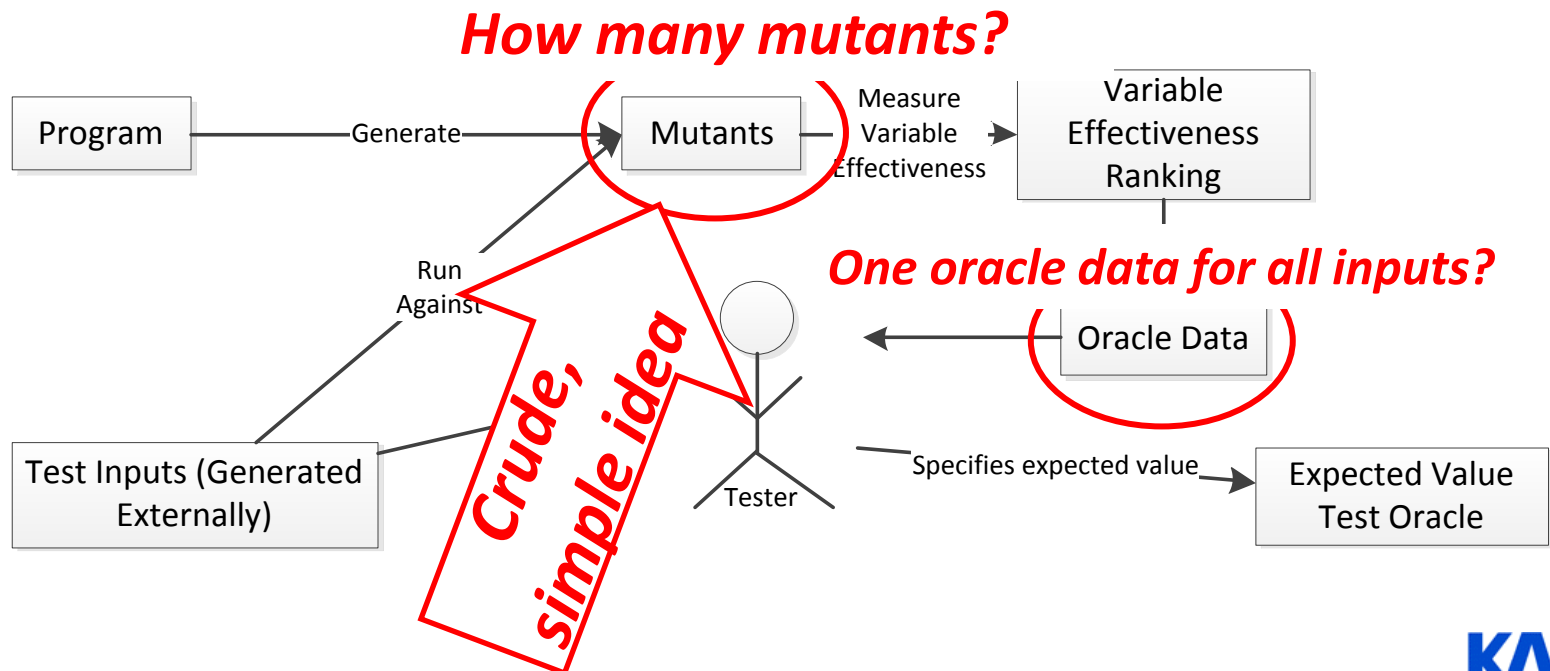 How many mutants?
Program
Generate
Mutants
Measure
Variable
Effectiveness
Variable
Effectiveness
Ranking
One oracle data for all inputs?
Run
Against
Oracle Data
Crude,
simple idea
Test Inputs (Generated
Externally)
Tester
Specifies expected value
Expected Value
Test Oracle